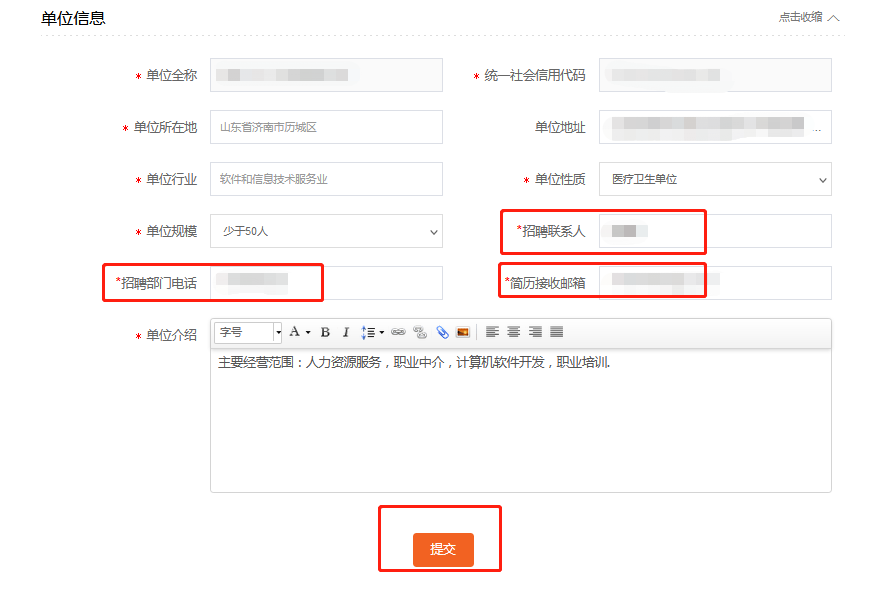 单位信息 点击收缩
* 单位全称 * 统一社会信用代码
* 单位所在地 山东省济南市历城区 单位地址 ...
* 单位行业 软件和信息技术服务业 * 单位性质 医疗卫生单位
* 单位规模 少于50人 *招聘联系人
*招聘部门电话 *简历接收邮箱
* 单位介绍 字号 A B I
主要经营范围：人力资源服务，职业中介，计算机软件开发，职业培训.
提交